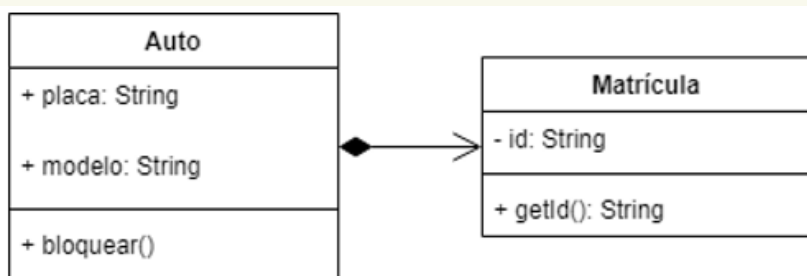 Auto
+ placa: String
+ modelo: String
+ bloquear()
Matrícula
- id: String
+ getId(): String